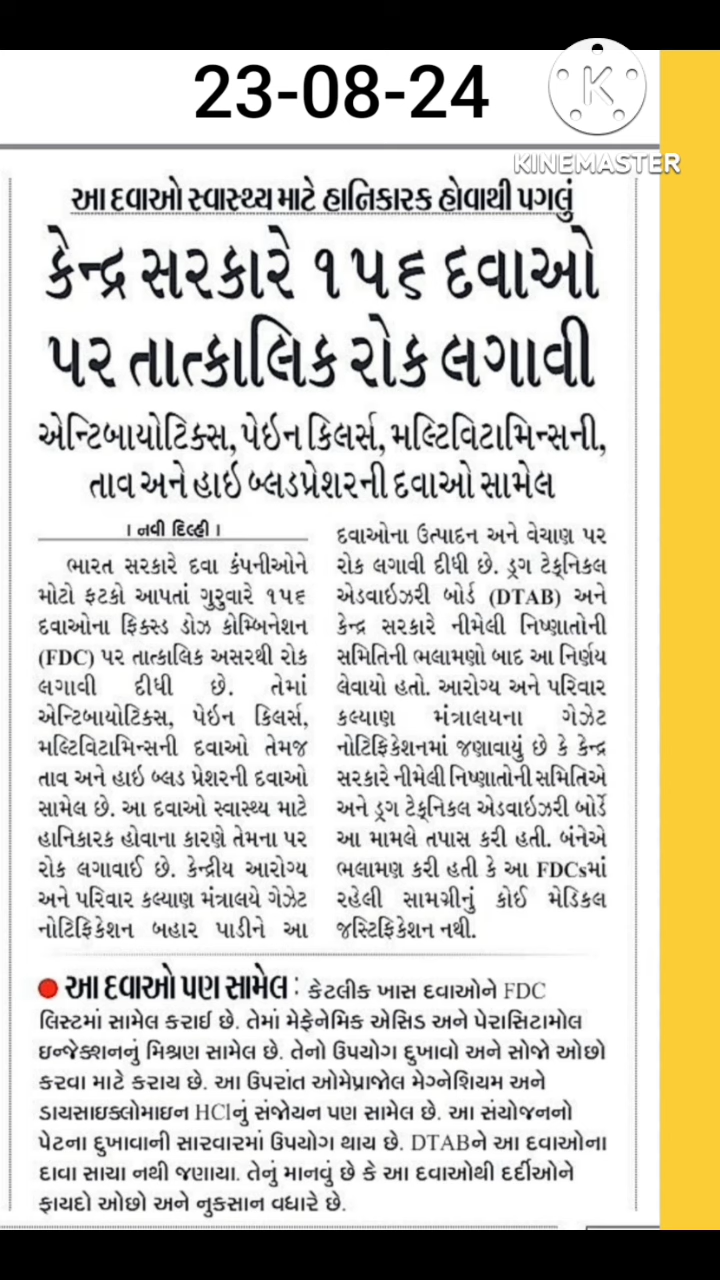 23-08-24
K
KINEMASTER
આ દવાઓ સ્વાસ્થ્ય માટે હાનિકારક હોવાથી પગલું
કેન્દ્ર સરકારે ૧૫૬ દવાઓ
પર તાત્કાલિક રોક લગાવી
એન્ટિબાયોટિક્સ, પેઇન કિલર્સ, મલ્ટિવિટામિન્સની,
તાવ અને હાઇ બ્લડપ્રેશરની દવાઓ સામેલ
। નવી દિલ્હી ।
ભારત સરકારે દવા કંપનીઓને
મોટો ફટકો આપતાં ગુરુવારે ૧૫૬
દવાઓના ફિક્સ્ડ ડોઝ કોમ્બિનેશન
(FDC) પર તાત્કાલિક અસરથી રોક
લગાવી દીધી છે. તેમાં
એન્ટિબાયોટિક્સ, પેઇન કિલર્સ,
મલ્ટિવિટામિન્સની દવાઓ તેમજ
તાવ અને હાઇ બ્લડ પ્રેશરની દવાઓ
સામેલ છે. આ દવાઓ સ્વાસ્થ્ય માટે
હાનિકારક હોવાના કારણે તેમના પર
રોક લગાવાઈ છે. કેન્દ્રીય આરોગ્ય
અને પરિવાર કલ્યાણ મંત્રાલયે ગેઝેટ
નોટિફિકેશન બહાર પાડીને આ
દવાઓના ઉત્પાદન અને વેચાણ પર
રોક લગાવી દીધી છે. ડ્રગ ટેક્નિકલ
એડવાઇઝરી બોર્ડ (DTAB) અને
કેન્દ્ર સરકારે નીમેલી નિષ્ણાતોની
સમિતિની ભલામણો બાદ આ નિર્ણય
લેવાયો હતો. આરોગ્ય અને પરિવાર
કલ્યાણ મંત્રાલયના ગેઝેટ
નોટિફિકેશનમાં જણાવાયું છે કે કેન્દ્ર
સરકારે નીમેલી નિષ્ણાતોની સમિતિએ
અને ડ્રગ ટેક્નિકલ એડવાઇઝરી બોર્ડે
આ મામલે તપાસ કરી હતી. બંનેએ
ભલામણ કરી હતી કે આ FDCsમાં
રહેલી સામગ્રીનું કોઈ મેડિકલ
જસ્ટિફિકેશન નથી.
● આ દવાઓ પણ સામેલ : કેટલીક ખાસ દવાઓને FDC
લિસ્ટમાં સામેલ કરાઈ છે. તેમાં મેફેનેમિક એસિડ અને પેરાસિટામોલ
ઇન્જેક્શનનું મિશ્રણ સામેલ છે. તેનો ઉપયોગ દુખાવો અને સોજો ઓછો
કરવા માટે કરાય છે. આ ઉપરાંત ઓમેપ્રાજોલ મેગ્નેશિયમ અને
ડાયસાઇક્લોમાઇન HClનું સંજોયન પણ સામેલ છે. આ સંયોજનનો
પેટના દુખાવાની સારવારમાં ઉપયોગ થાય છે. DTABને આ દવાઓના
દાવા સાચા નથી જણાયા. તેનું માનવું છે કે આ દવાઓથી દર્દીઓને
ફાયદો ઓછો અને નુકસાન વધારે છે.